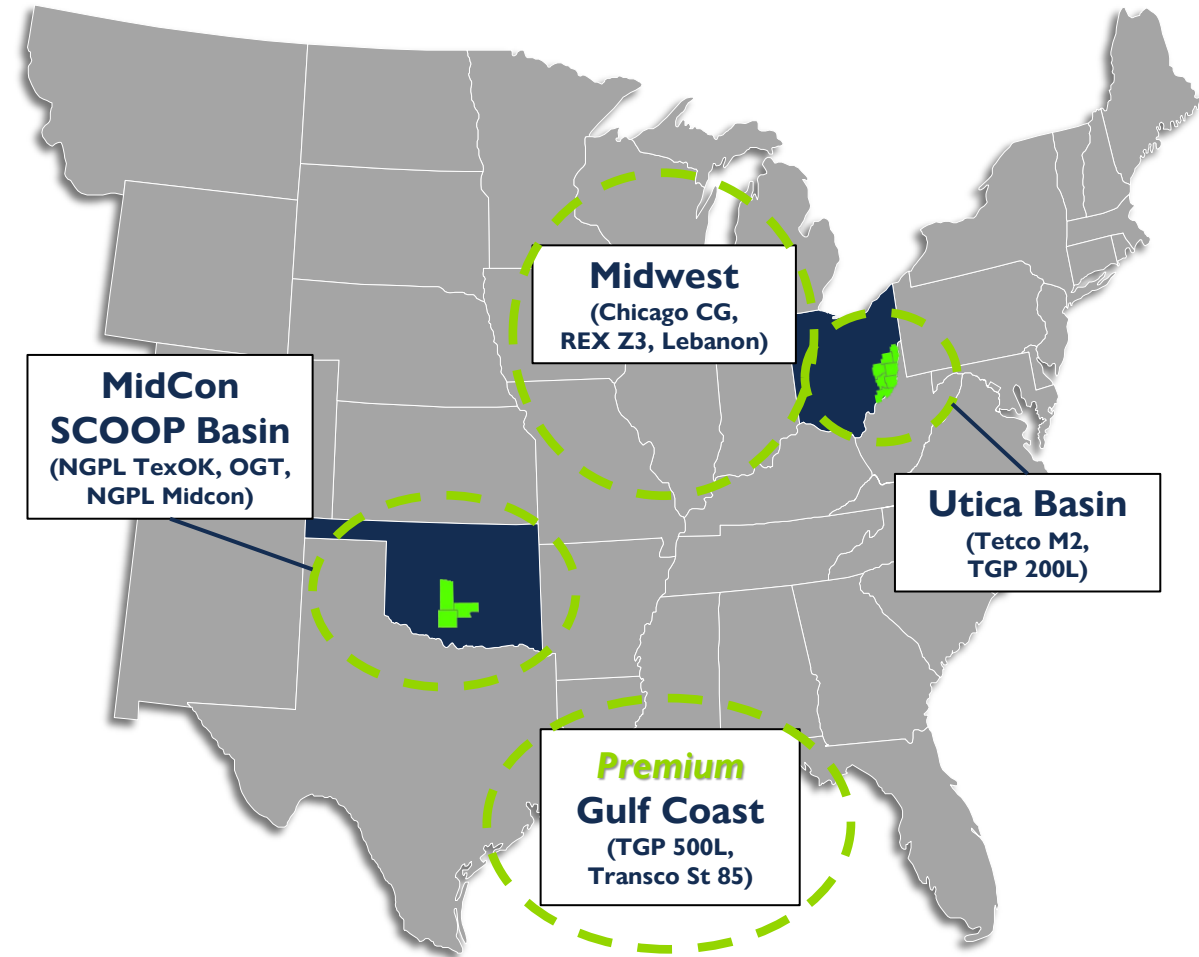 Midwest
(Chicago CG,
REX Z3, Lebanon)
MidCon
SCOOP Basin
(NGPL TexOK, OGT,
NGPL Midcon)
Utica Basin
(Tetco M2,
TGP 200L)
Premium
Gulf Coast
(TGP 500L,
Transco St 85)